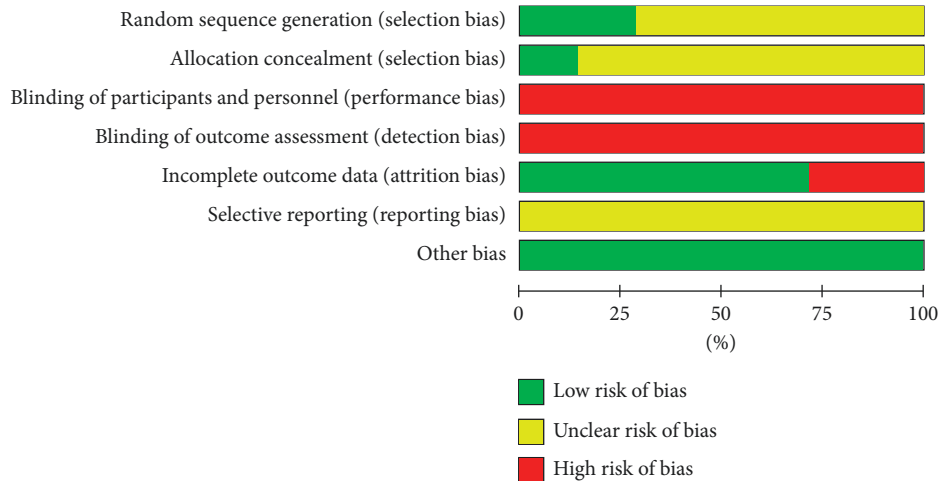 Random sequence generation (selection bias)
Allocation concealment (selection bias)
Blinding of participants and personnel (performance bias)
Blinding of outcome assessment (detection bias)
Incomplete outcome data (attrition bias)
Selective reporting (reporting bias)
Other bias
0 25 50 75 100
(%)
Low risk of bias
Unclear risk of bias
High risk of bias